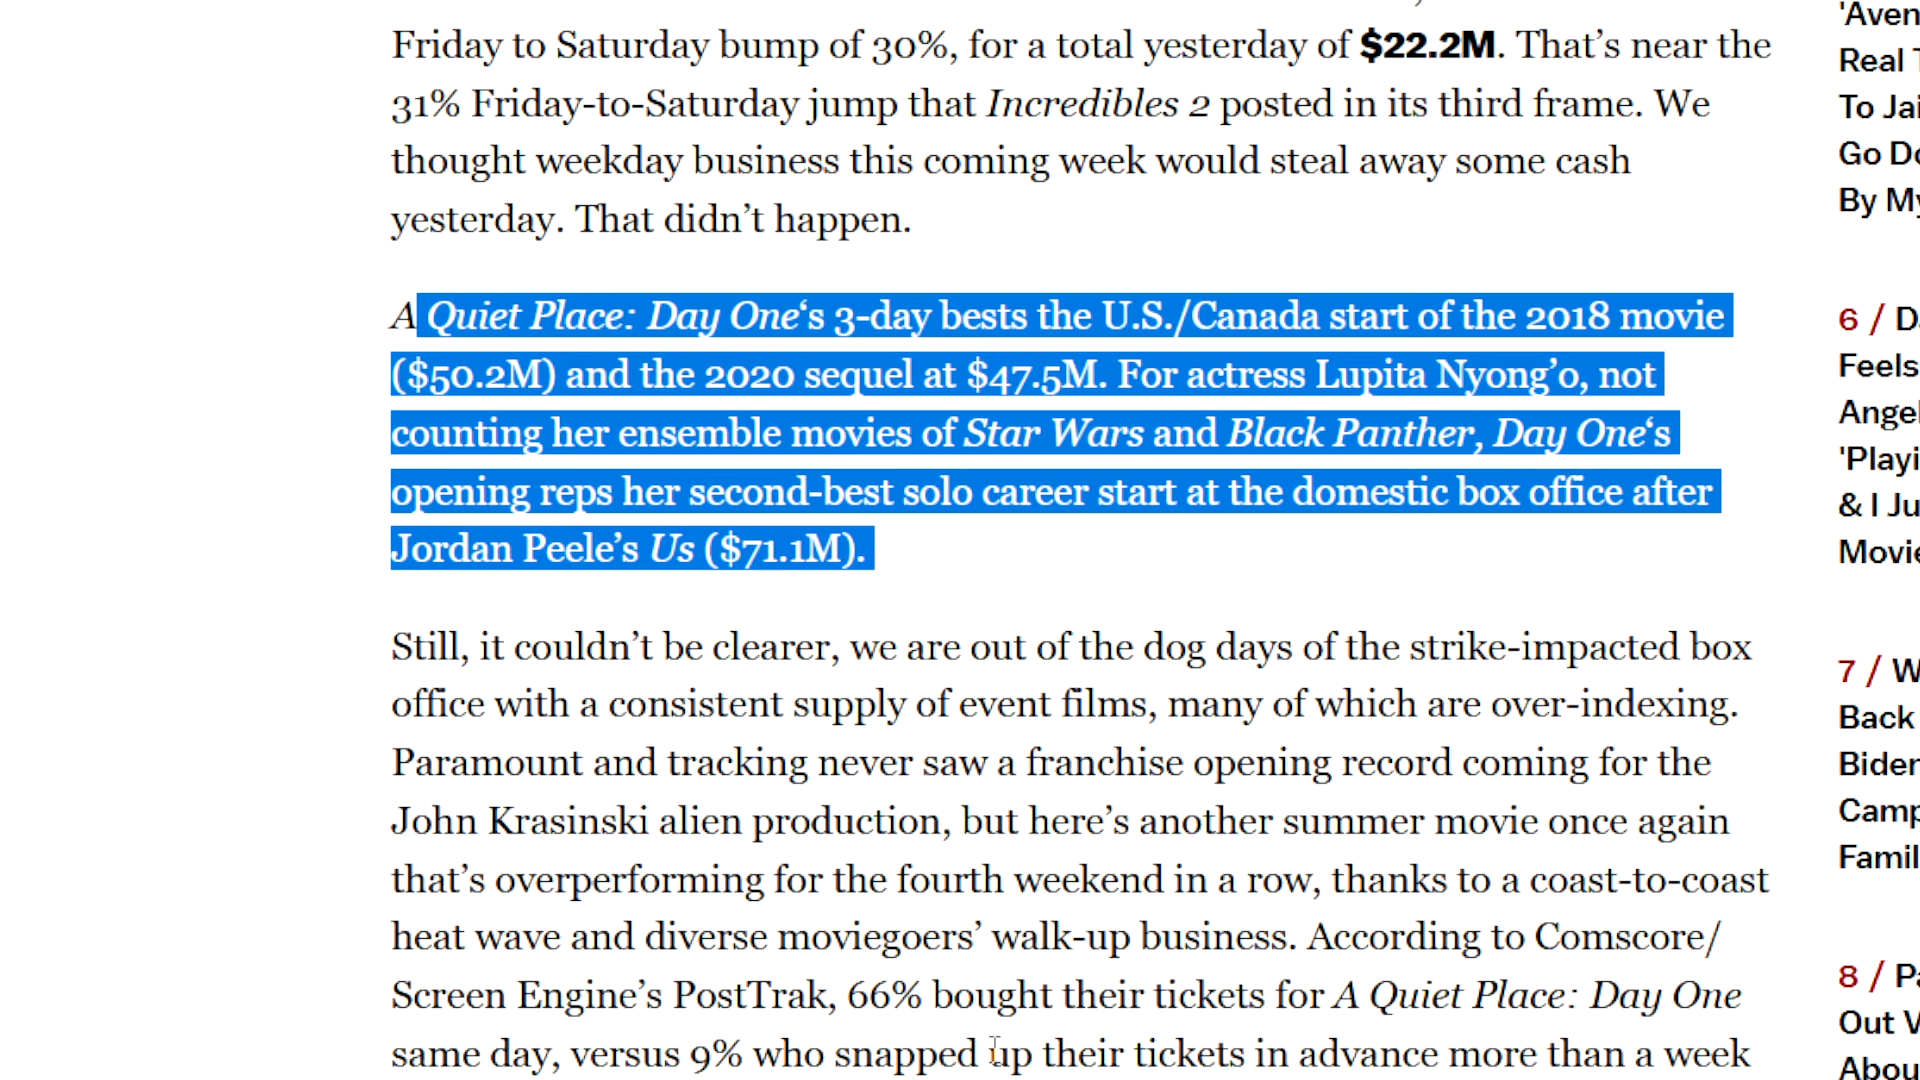 Friday to Saturday bump of 30%, for a total yesterday of $22.2M. That’s near the
31% Friday-to-Saturday jump that Incredibles 2 posted in its third frame. We
thought weekday business this coming week would steal away some cash
yesterday. That didn’t happen.
A Quiet Place: Day One‘s 3-day bests the U.S./Canada start of the 2018 movie
($50.2M) and the 2020 sequel at $47.5M. For actress Lupita Nyong’o, not
counting her ensemble movies of Star Wars and Black Panther, Day One‘s
opening reps her second-best solo career start at the domestic box office after
Jordan Peele’s Us ($71.1M).
Still, it couldn’t be clearer, we are out of the dog days of the strike-impacted box
office with a consistent supply of event films, many of which are over-indexing.
Paramount and tracking never saw a franchise opening record coming for the
John Krasinski alien production, but here’s another summer movie once again
that’s overperforming for the fourth weekend in a row, thanks to a coast-to-coast
heat wave and diverse moviegoers’ walk-up business. According to Comscore/
Screen Engine’s PostTrak, 66% bought their tickets for A Quiet Place: Day One
same day, versus 9% who snapped up their tickets in advance more than a week
'Aven
Real
To Jai
Go Do
By My
6 / D
Feels
Angel
'Playi
& I Ju
Movie
7 / W
Back
Biden
Camp
Famil
8 / Pa
Out
Abou